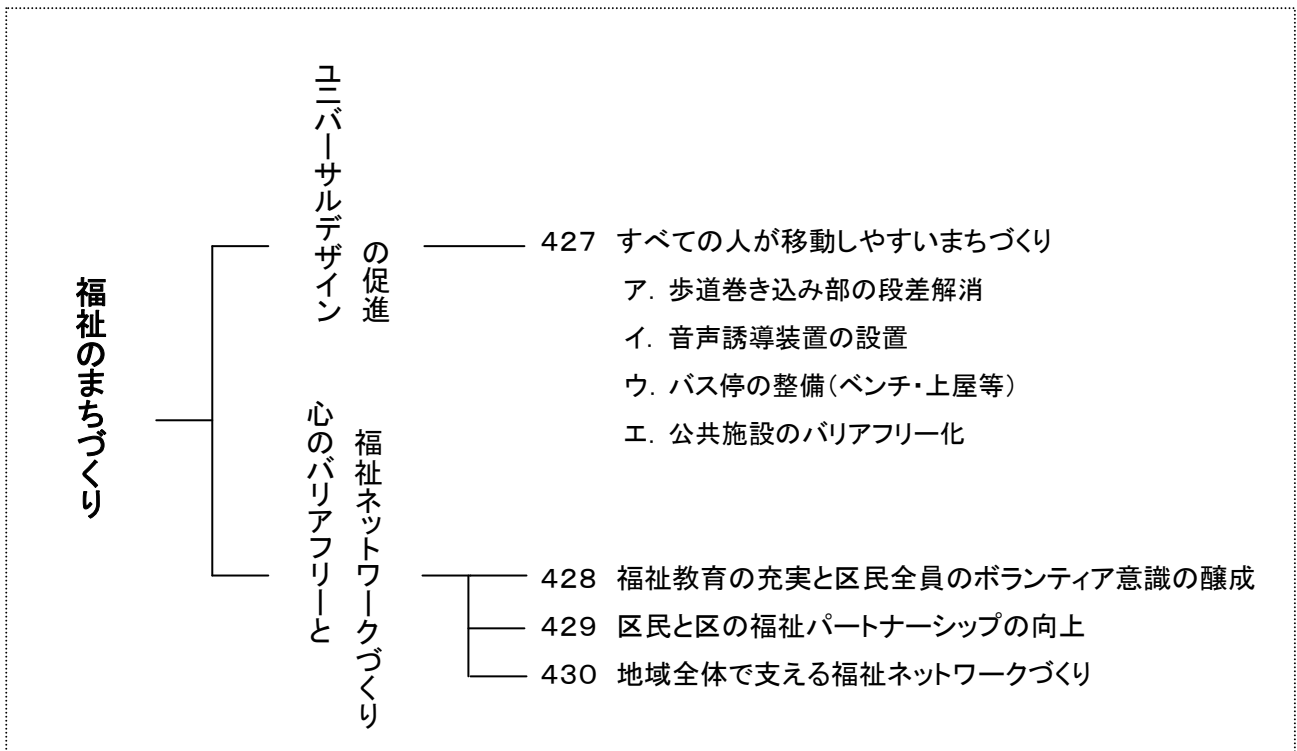 福祉のまちづくり
ユニバーサルデザイン
の促進
427 すべての人が移動しやすいまちづくり
ア. 歩道巻き込み部の段差解消
イ. 音声誘導装置の設置
ウ. バス停の整備(ベンチ・上屋等)
エ. 公共施設のバリアフリー化
心のバリアフリーと
福祉ネットワークづくり
428 福祉教育の充実と区民全員のボランティア意識の醸成
429 区民と区の福祉パートナーシップの向上
430 地域全体で支える福祉ネットワークづくり